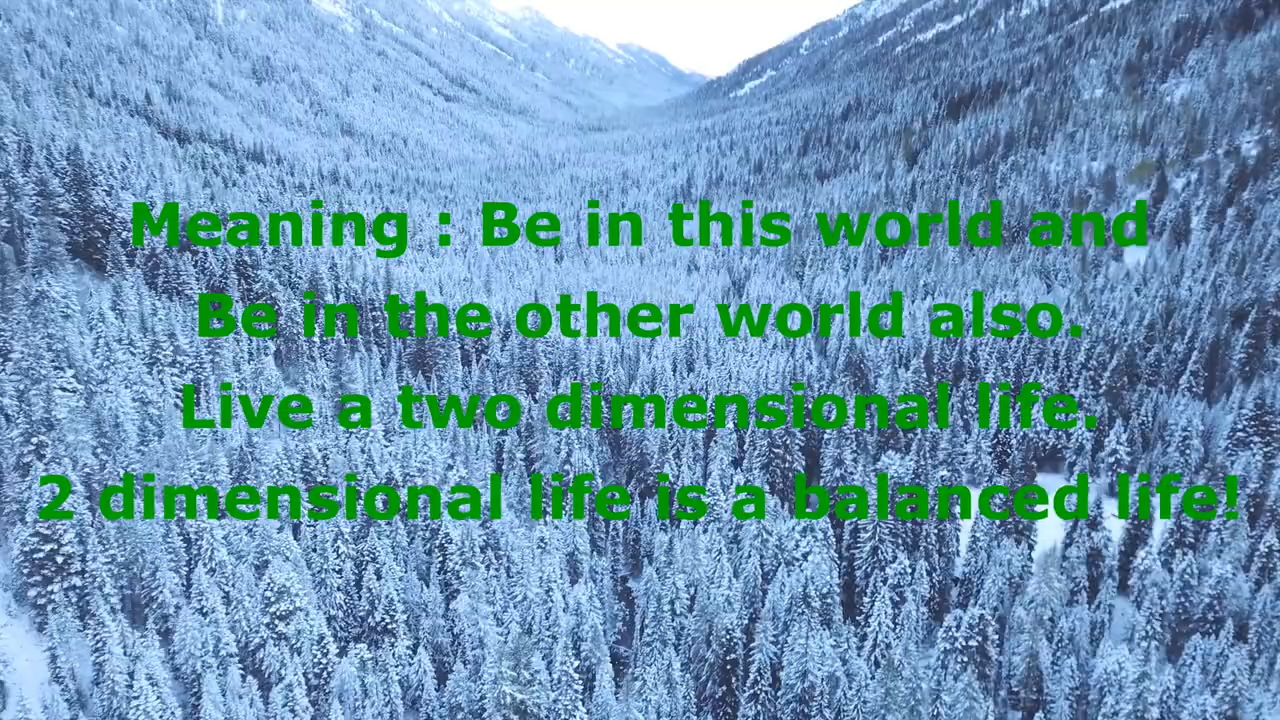 Meaning : Be in this world and
Be in the other world also.
Live a two dimensional life.
2 dimensional life is a balanced life!